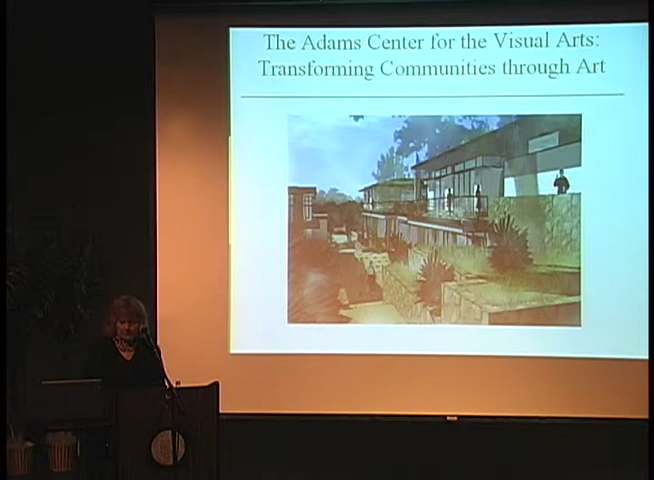 The Adams Center for the Visual Arts:
Transforming Communities through Art